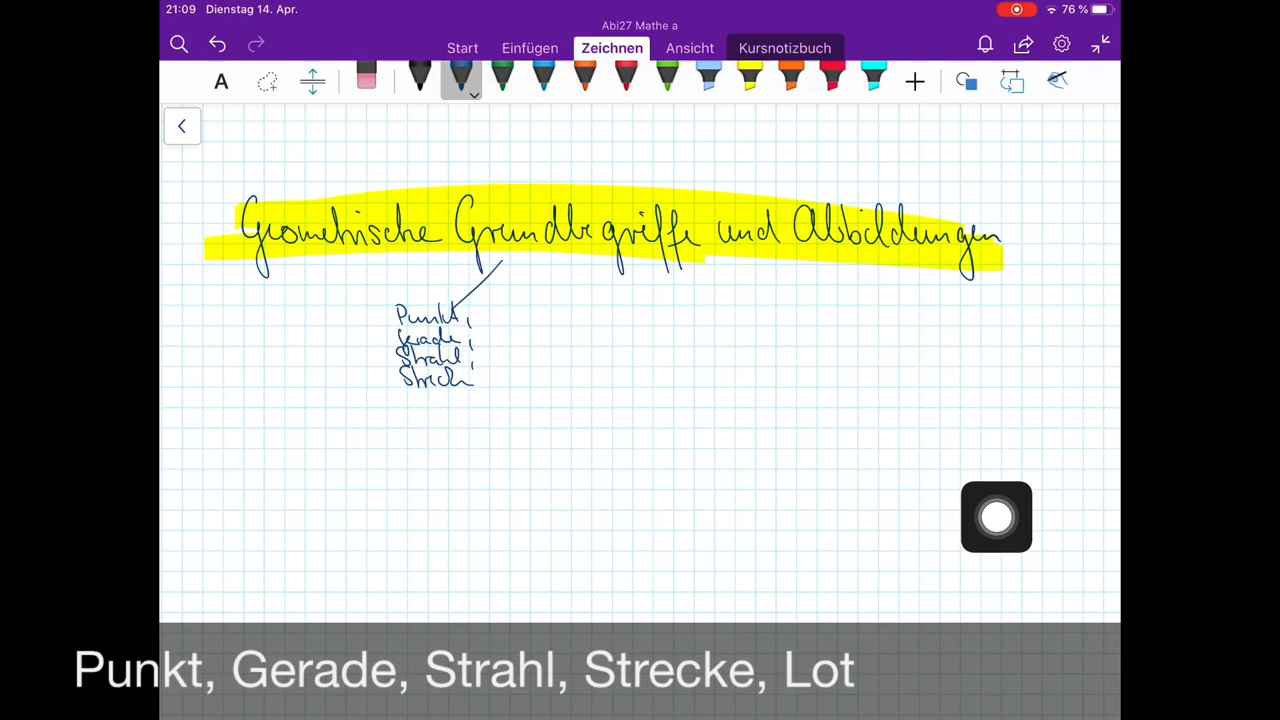 21:09 Dienstag 14. Apr.
76 %
Abi27 Mathe a
Start Einfügen Zeichnen Ansicht Kursnotizbuch
A
Geometrische Grundbegriffe und Abbildungen
Punkt,
Gerade,
Strahl,
Punkt, Gerade, Strahl, Strecke, Lot